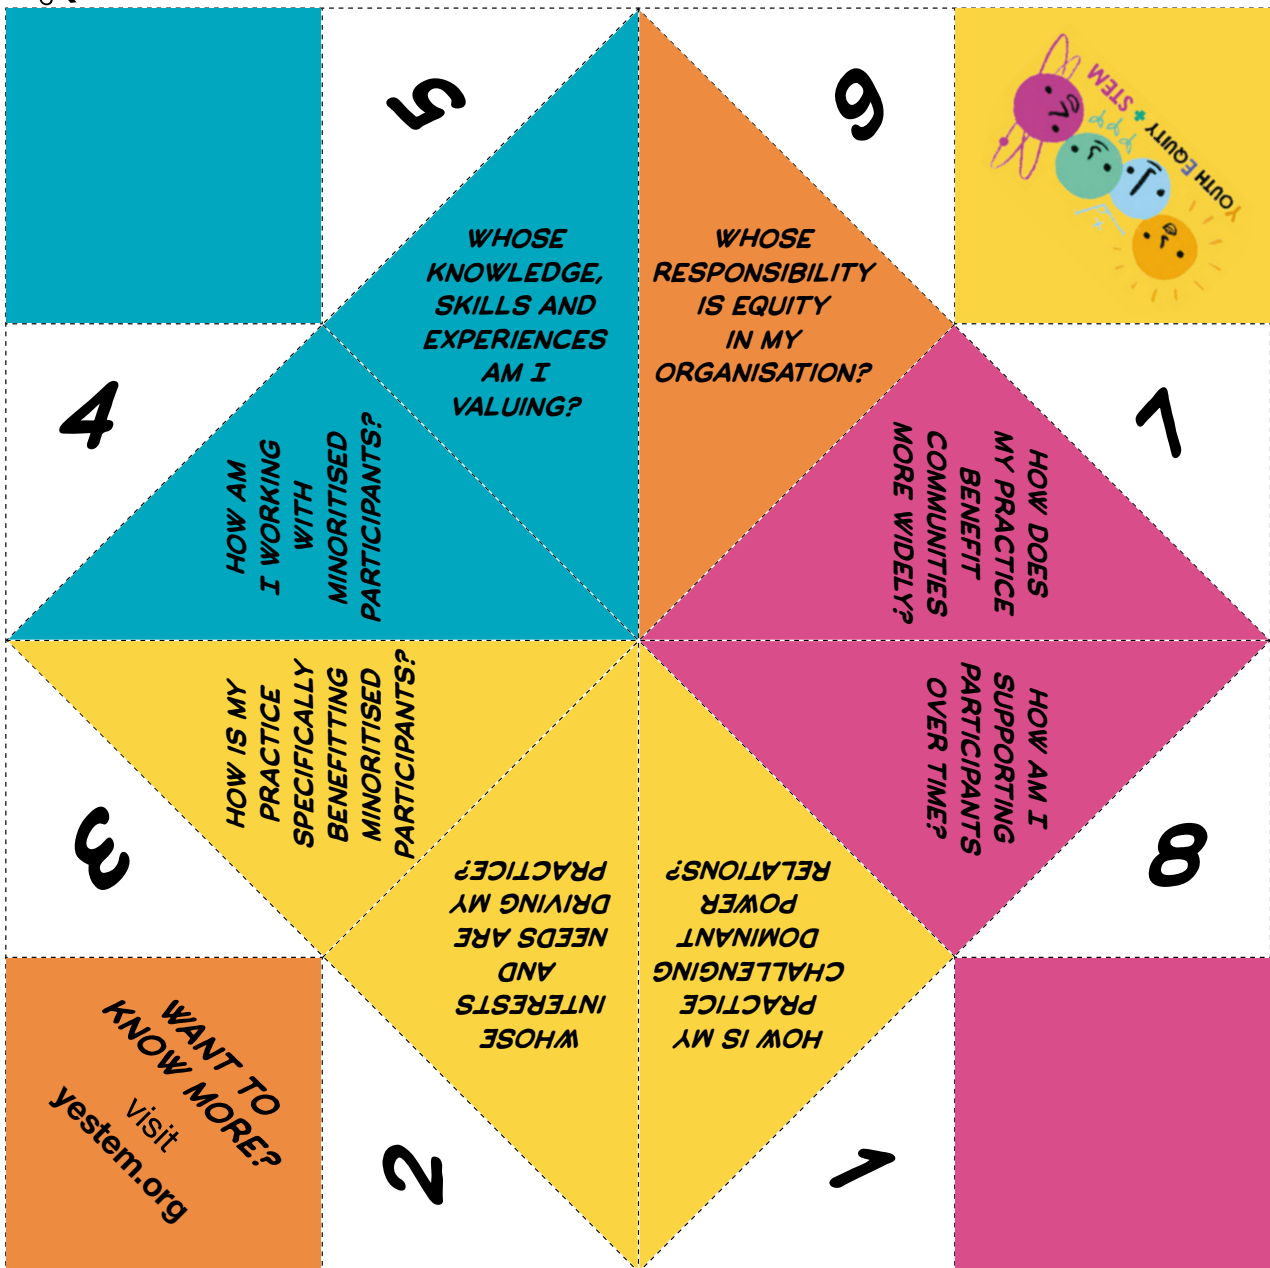 5
6
YOUTH EQUITY + STEM
WHOSE
KNOWLEDGE,
SKILLS AND
EXPERIENCES
AM I
VALUING?
WHOSE
RESPONSIBILITY
IS EQUITY
IN MY
ORGANISATION?
4
HOW AM
I WORKING
WITH
MINORITISED
PARTICIPANTS?
7
HOW DOES
MY PRACTICE
BENEFIT
COMMUNITIES
MORE WIDELY?
3
HOW IS MY
PRACTICE
SPECIFICALLY
BENEFITTING
MINORITISED
PARTICIPANTS?
8
HOW AM I
SUPPORTING
PARTICIPANTS
OVER TIME?
WHOSE
INTERESTS
AND
NEEDS ARE
DRIVING MY
PRACTICE?
HOW IS MY
PRACTICE
CHALLENGING
DOMINANT
POWER
RELATIONS?
WANT TO
KNOW MORE?
visit
yestem.org
2
1